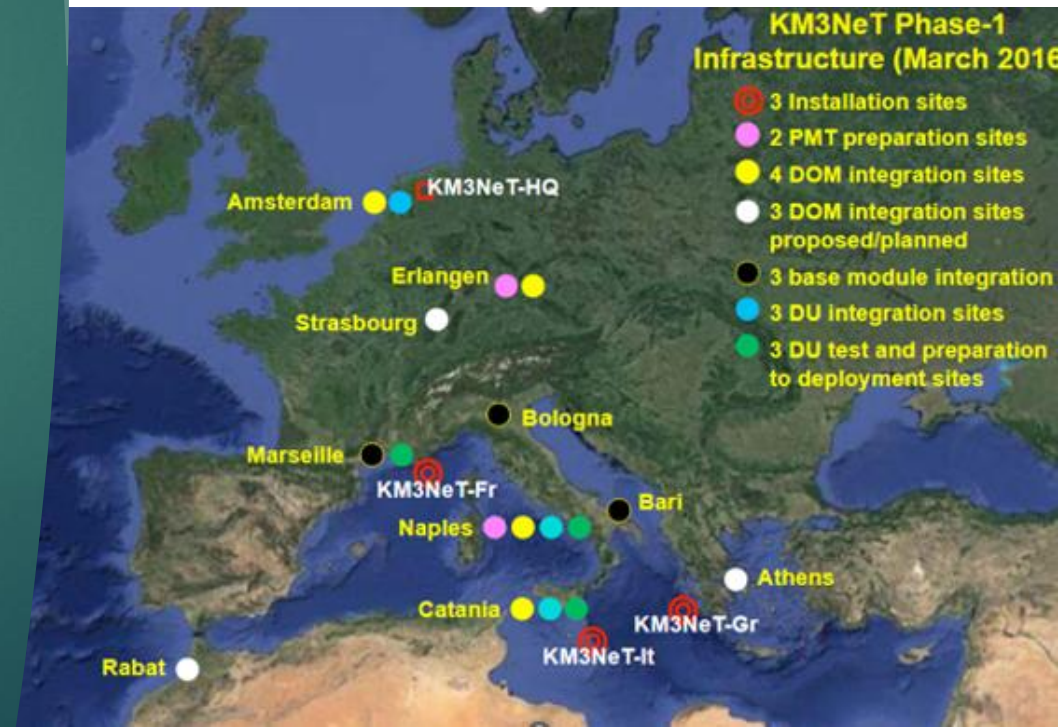 KM3NeT Phase-1
Infrastructure (March 2016
3 Installation sites
2 PMT preparation sites
4 DOM integration sites
3 DOM integration sites
proposed/planned
3 base module integration
3 DU integration sites
3 DU test and preparation
to deployment sites
Amsterdam
KM3NeT-HQ
Erlangen
Strasbourg
Bologna
Marseille
KM3NeT-Fr
Bari
Naples
Athens
Catania
KM3NeT-Gr
KM3NeT-It
Rabat